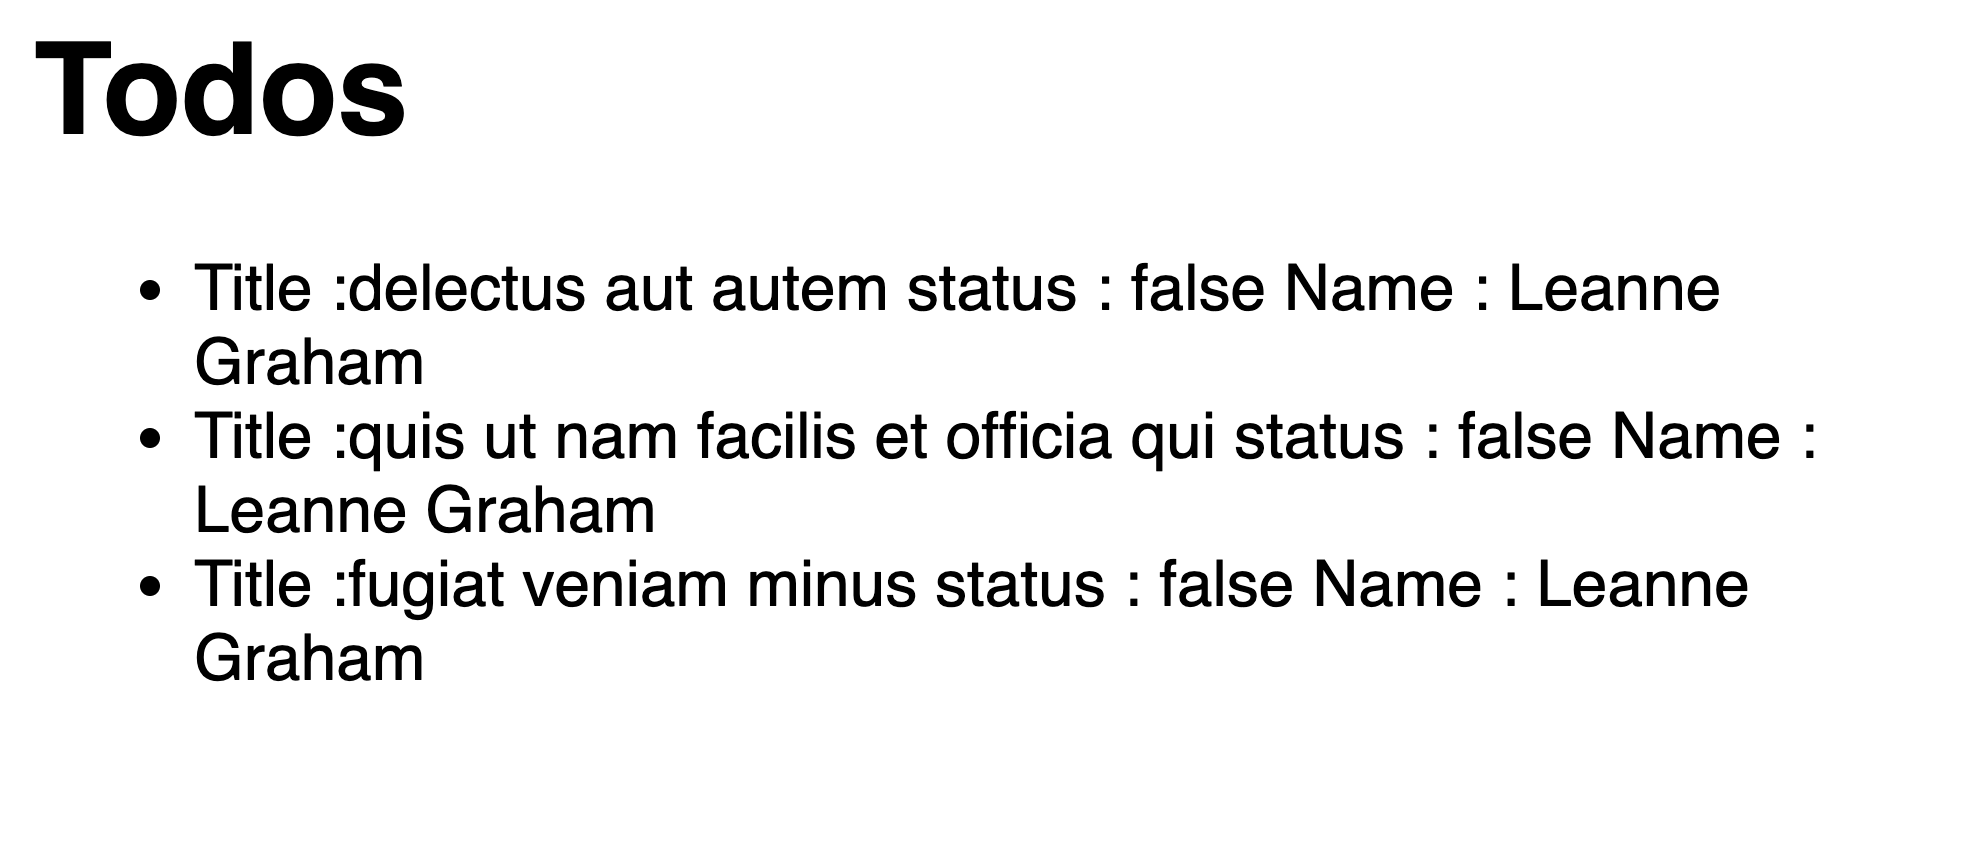 Todos
• Title :delectus aut autem status : false Name : Leanne
Graham
• Title :quis ut nam facilis et officia qui status : false Name :
Leanne Graham
• Title :fugiat veniam minus status : false Name : Leanne
Graham